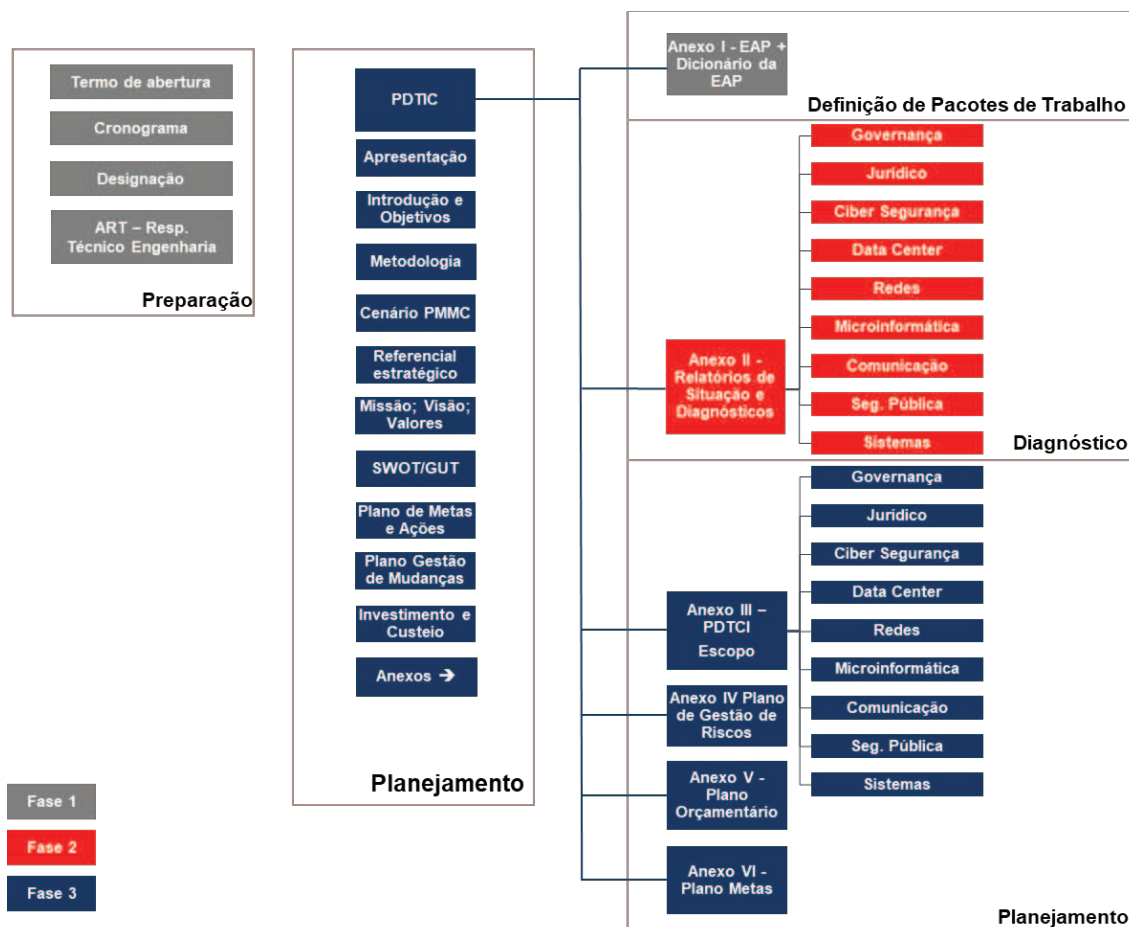 Termo de abertura
Cronograma
Designação
ART – Resp.
Técnico Engenharia
Preparação
PDTIC
Apresentação
Introdução e
Objetivos
Metodologia
Cenário PMMC
Referencial
estratégico
Missão; Visão;
Valores
SWOT/GUT
Plano de Metas
e Ações
Plano Gestão
de Mudanças
Investimento e
Custeio
Anexos →
Planejamento
Anexo I - EAP +
Dicionário da
EAP
Definição de Pacotes de Trabalho
Anexo II -
Relatórios de
Situação e
Diagnósticos
Governança
Jurídico
Ciber Segurança
Data Center
Redes
Microinformática
Comunicação
Seg. Pública
Sistemas
Diagnóstico
Anexo III –
PDTCI
Escopo
Governança
Jurídico
Ciber Segurança
Data Center
Redes
Microinformática
Comunicação
Seg. Pública
Sistemas
Anexo IV Plano
de Gestão de
Riscos
Anexo V -
Plano
Orçamentário
Anexo VI -
Plano Metas
Planejamento
Fase 1
Fase 2
Fase 3